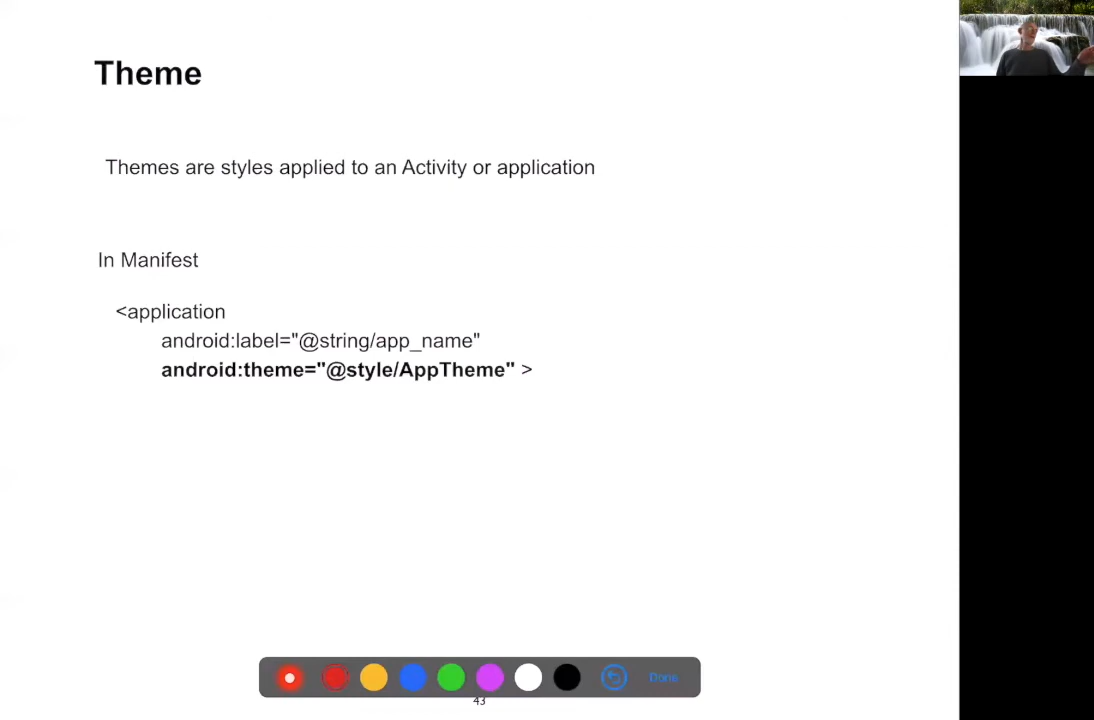 Theme
Themes are styles applied to an Activity or application
In Manifest
<application
android:label="@string/app_name"
android:theme="@style/AppTheme" >
Done
43